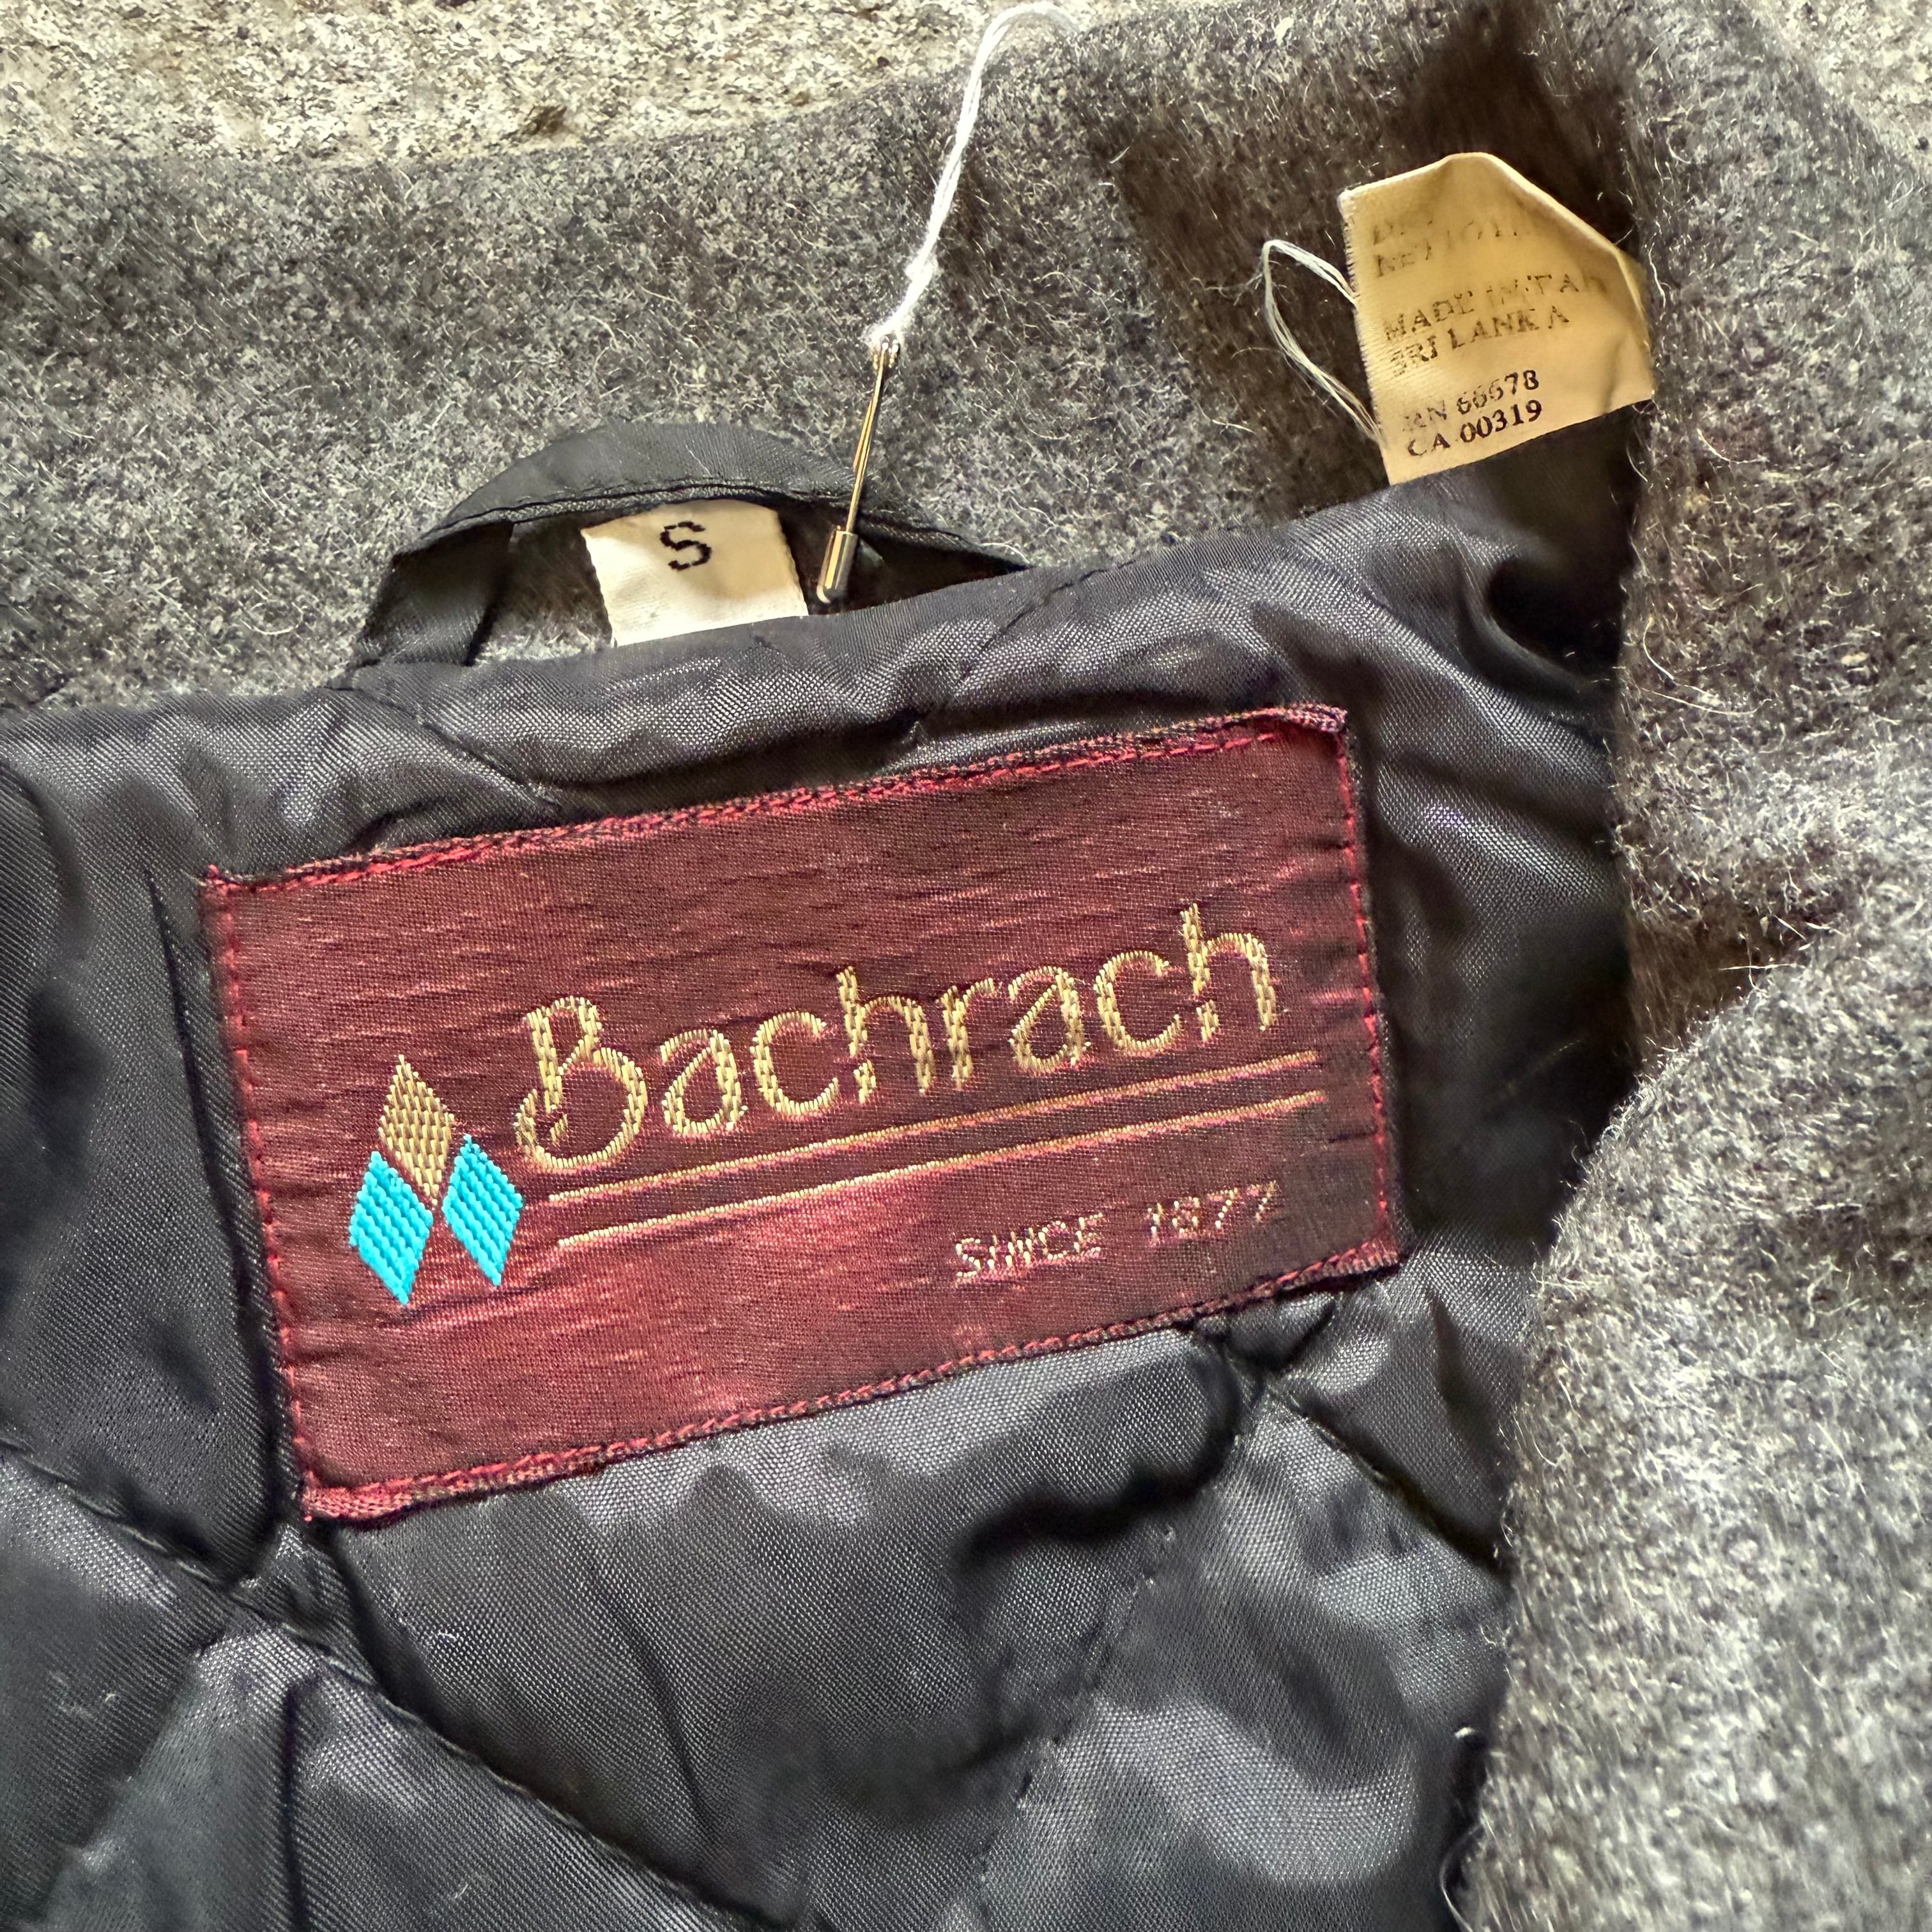 S
MADE IN
SRI LANKA
RN 66678
CA 00319
Bachrach
SINCE 1877